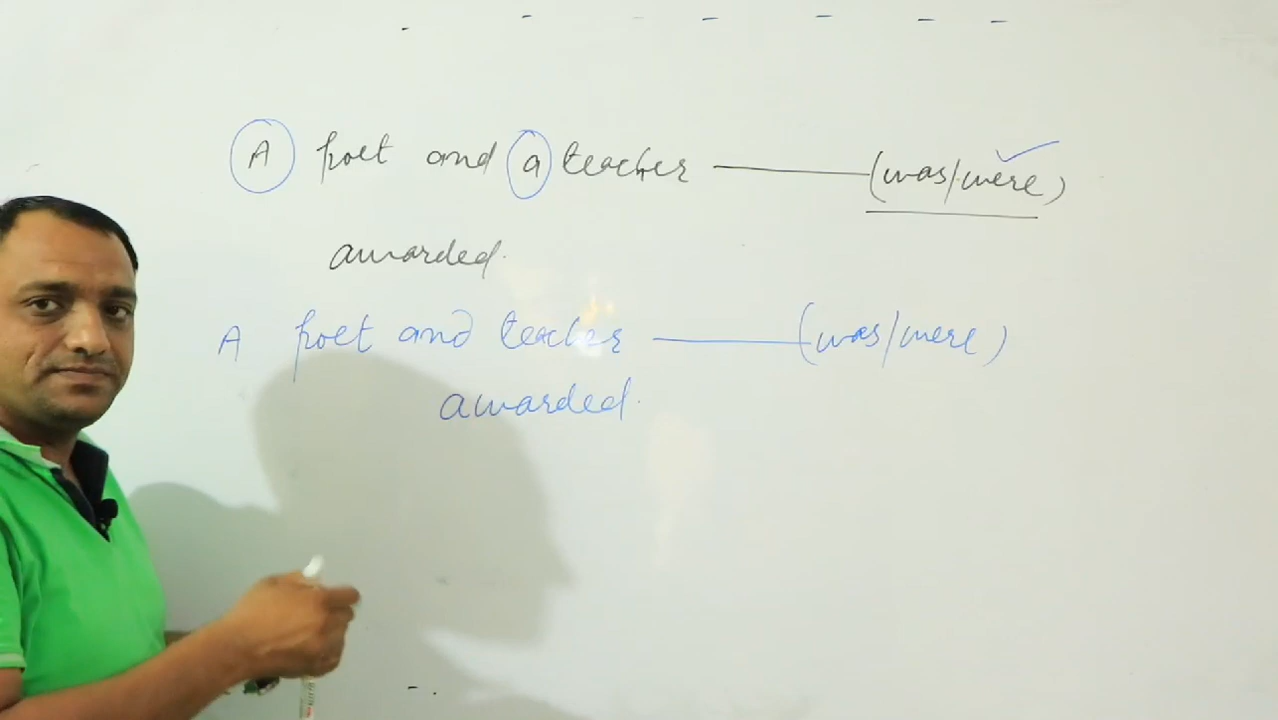 A poet and a teacher ——— (was/were)
awarded.
A poet and teacher ——— (was/were)
awarded.